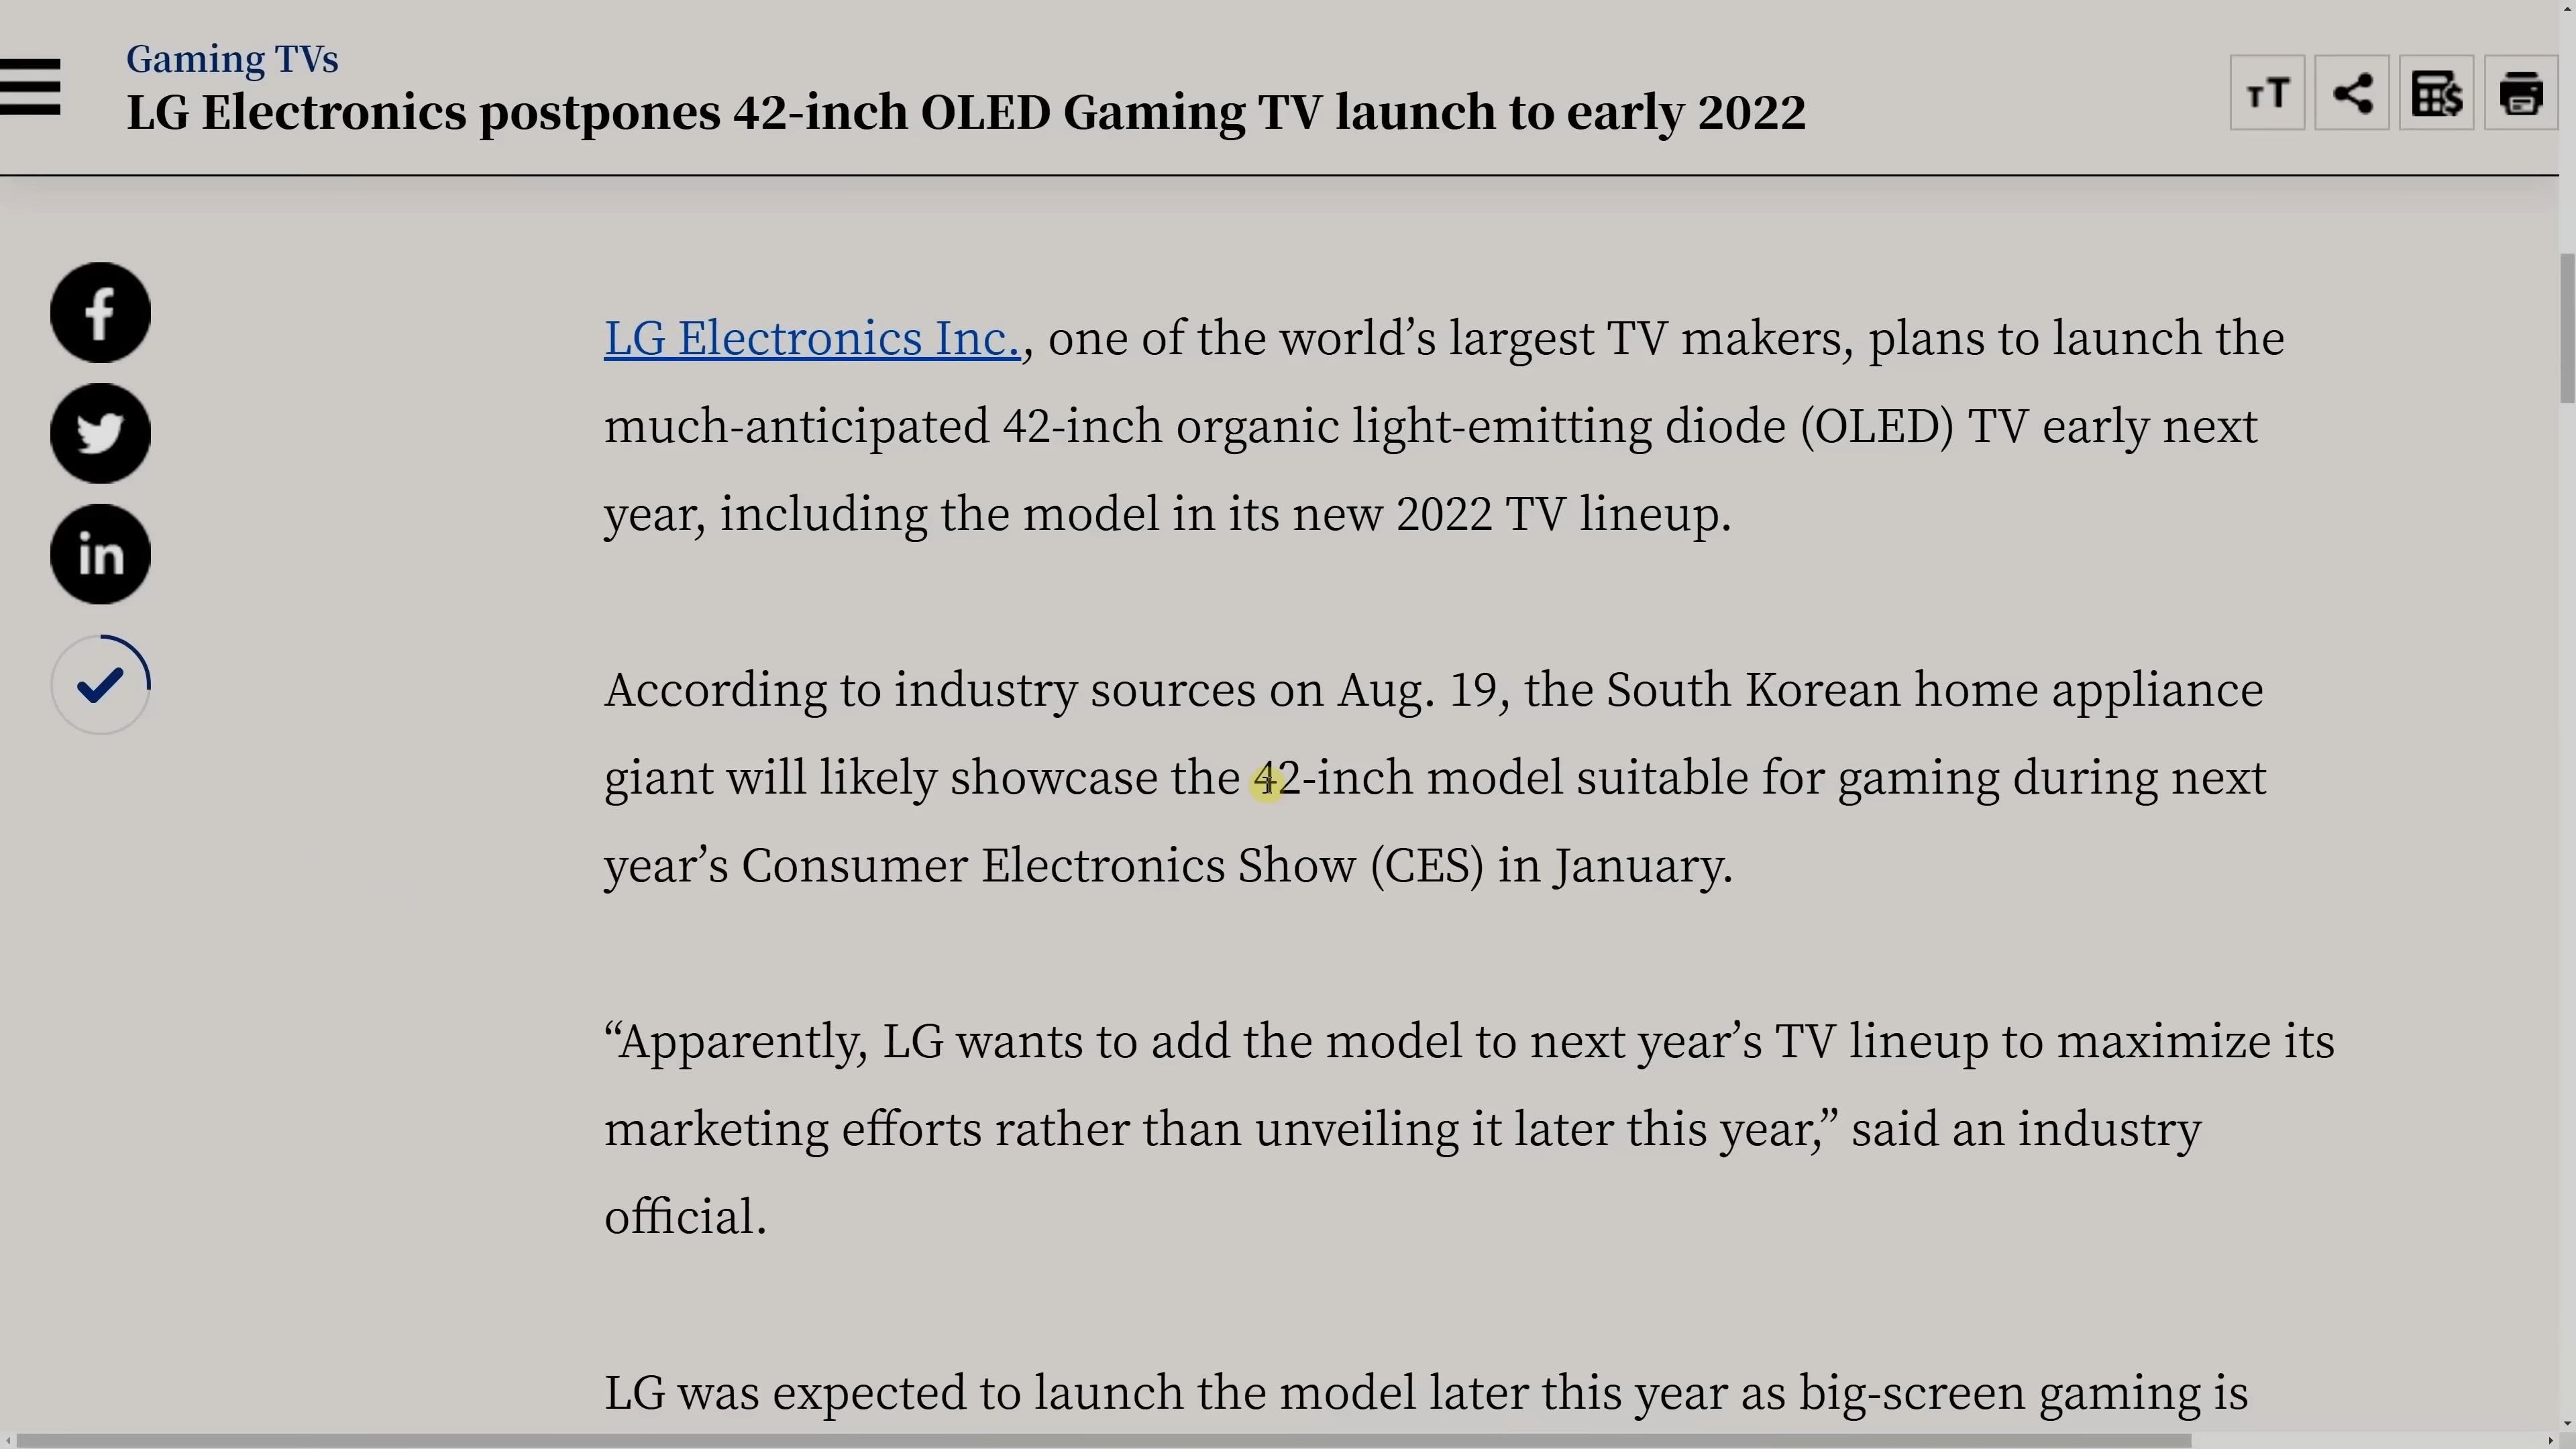 Gaming TVs
LG Electronics postpones 42-inch OLED Gaming TV launch to early 2022
TT
f
in
LG Electronics Inc., one of the world’s largest TV makers, plans to launch the
much-anticipated 42-inch organic light-emitting diode (OLED) TV early next
year, including the model in its new 2022 TV lineup.
According to industry sources on Aug. 19, the South Korean home appliance
giant will likely showcase the 42-inch model suitable for gaming during next
year’s Consumer Electronics Show (CES) in January.
“Apparently, LG wants to add the model to next year’s TV lineup to maximize its
marketing efforts rather than unveiling it later this year,” said an industry
official.
LG was expected to launch the model later this year as big-screen gaming is